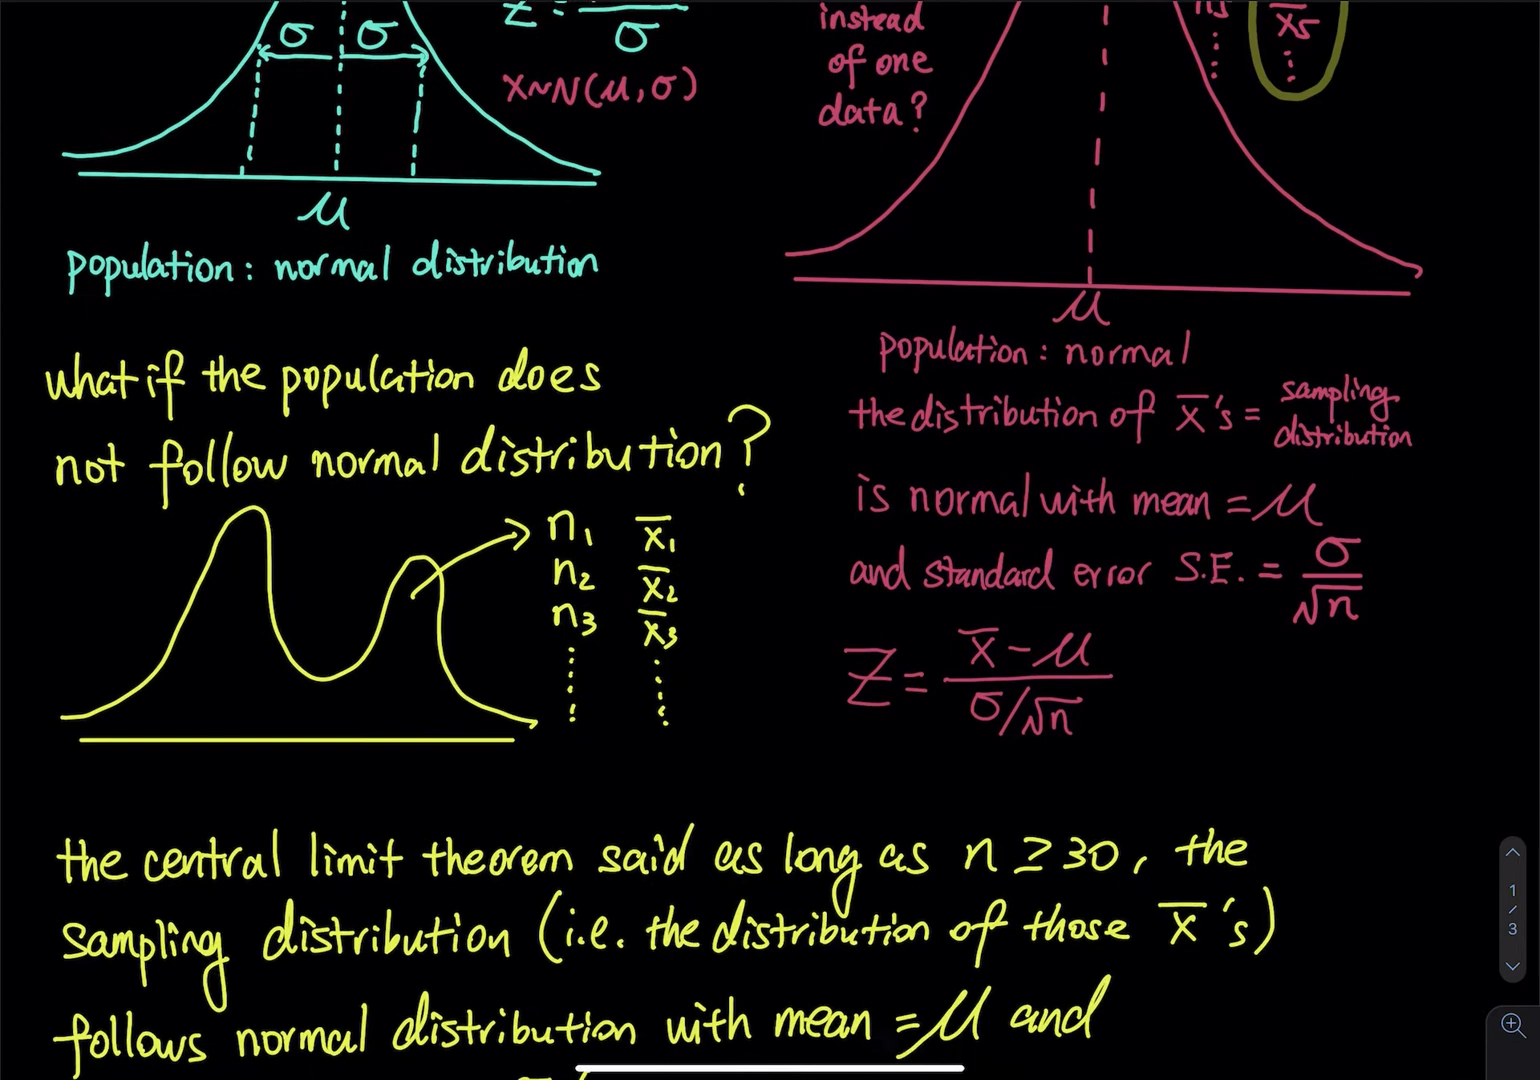 σ σ
σ
x~N(μ,σ)
μ
population: normal distribution
instead
of one
data?
x̄5
μ
population: normal
the distribution of x̄'s = sampling distribution
is normal with mean = μ
and standard error S.E. = σ/√n
Z = (x̄ - μ)/(σ/√n)
what if the population does
not follow normal distribution?
n1 x̄1
n2 x̄2
n3 x̄3
the central limit theorem said as long as n ≥ 30, the
sampling distribution (i.e. the distribution of those x̄'s)
follows normal distribution with mean = μ and
1
/
3